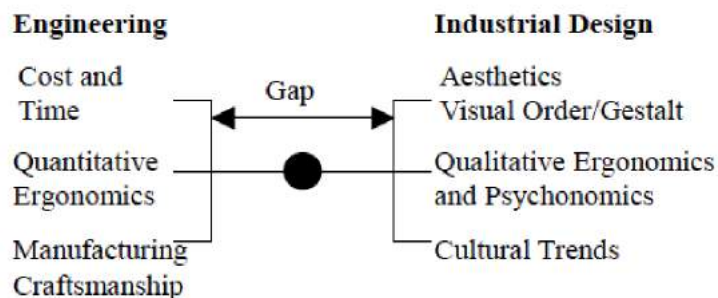 Engineering
Industrial Design
Cost and
Time
Gap
Aesthetics
Visual Order/Gestalt
Quantitative
Ergonomics
Qualitative Ergonomics
and Psychonomics
Manufacturing
Craftsmanship
Cultural Trends